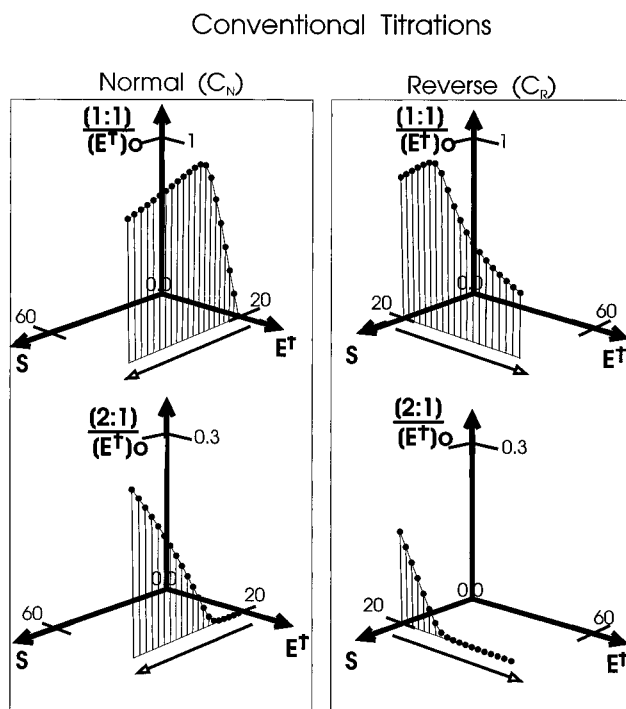 Conventional Titrations
Normal (C_N)
Reverse (C_R)
(1:1)
(E†)o
1
0.0
60
20
S
E†
(1:1)
(E†)o
1
0.0
20
60
S
E†
(2:1)
(E†)o
0.3
0.0
60
20
S
E†
(2:1)
(E†)o
0.3
0.0
20
60
S
E†